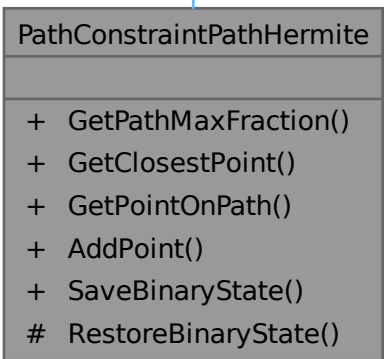 PathConstraintPathHermite
+ GetPathMaxFraction()
+ GetClosestPoint()
+ GetPointOnPath()
+ AddPoint()
+ SaveBinaryState()
# RestoreBinaryState()